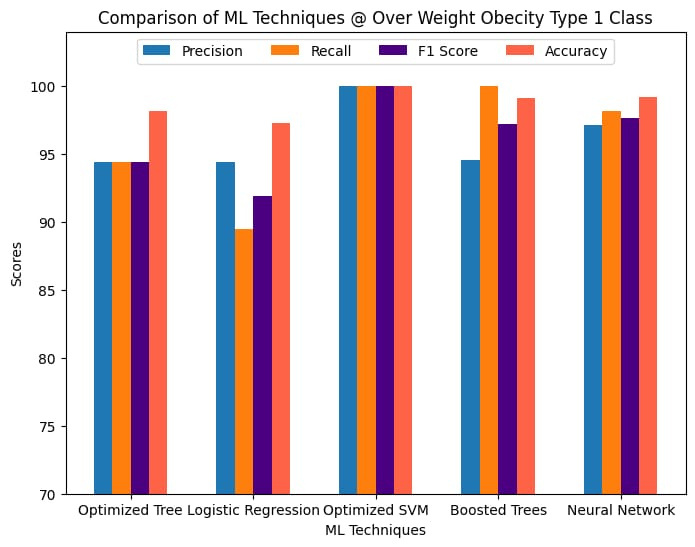 Comparison of ML Techniques @ Over Weight Obecity Type 1 Class
Precision Recall F1 Score Accuracy
100
95
90
85
80
75
70
Scores
Optimized Tree Logistic Regression Optimized SVM Boosted Trees Neural Network
ML Techniques